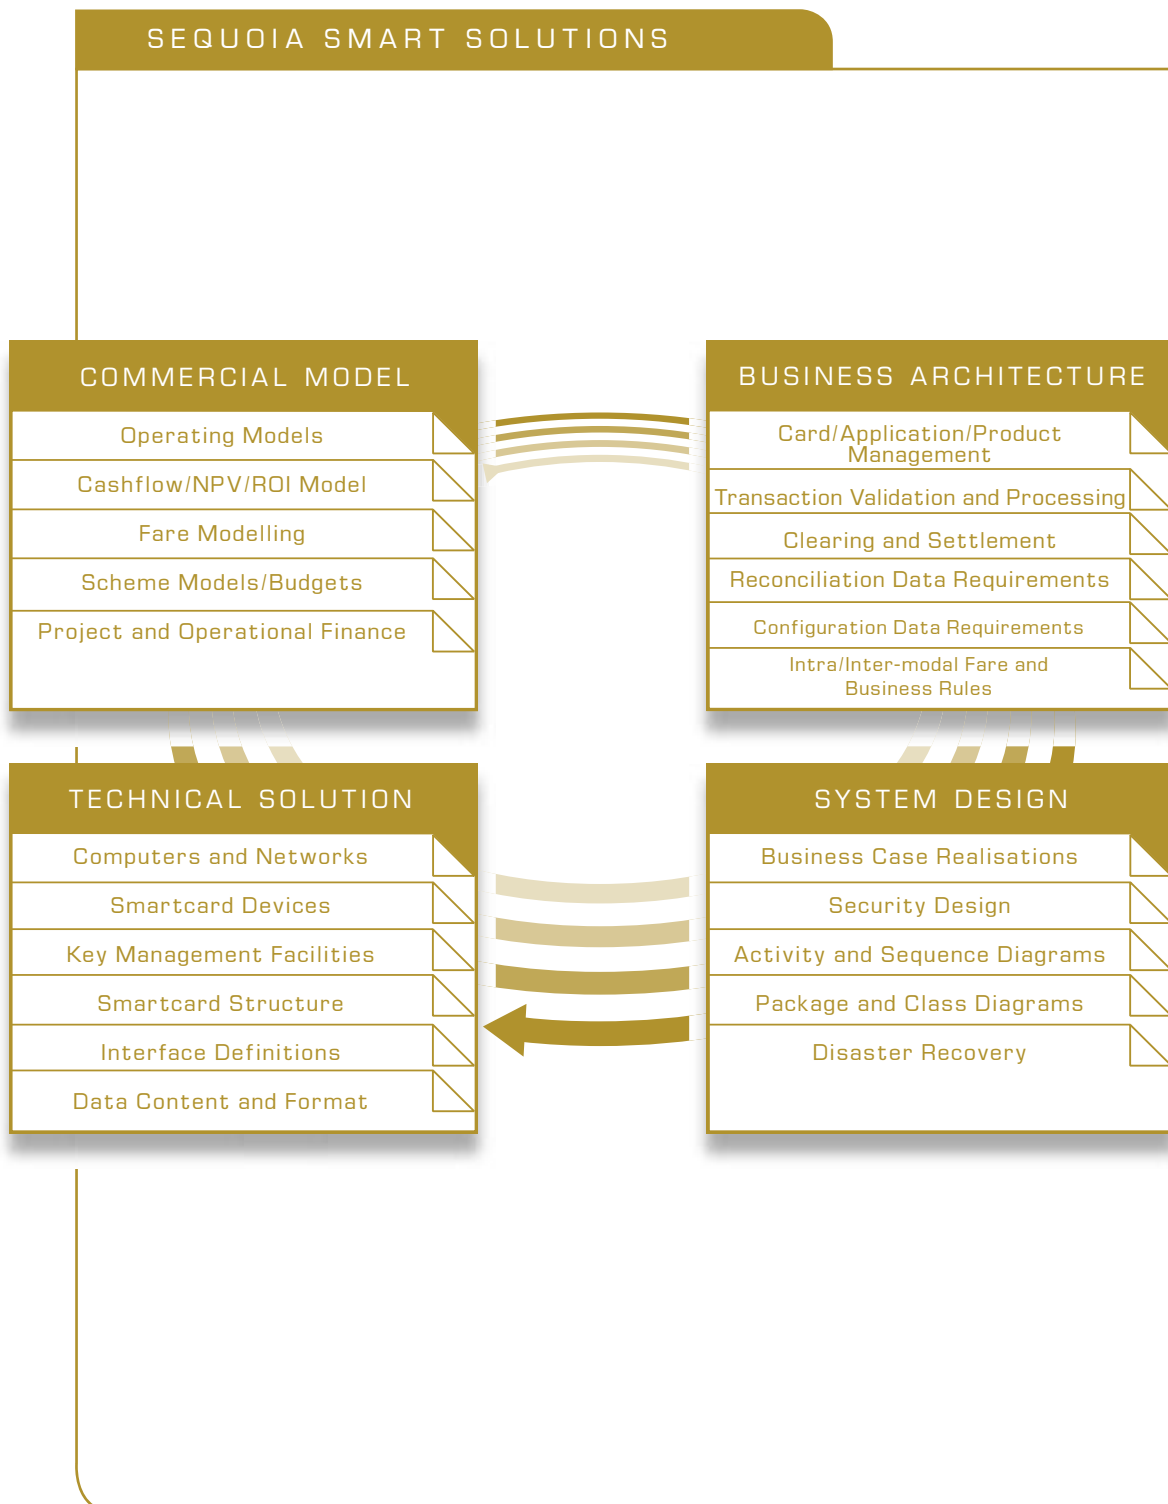 SEQUOIA SMART SOLUTIONS
COMMERCIAL MODEL
Operating Models
Cashflow/NPV/ROI Model
Fare Modelling
Scheme Models/Budgets
Project and Operational Finance
BUSINESS ARCHITECTURE
Card/Application/Product
Management
Transaction Validation and Processing
Clearing and Settlement
Reconciliation Data Requirements
Configuration Data Requirements
Intra/Inter-modal Fare and
Business Rules
TECHNICAL SOLUTION
Computers and Networks
Smartcard Devices
Key Management Facilities
Smartcard Structure
Interface Definitions
Data Content and Format
SYSTEM DESIGN
Business Case Realisations
Security Design
Activity and Sequence Diagrams
Package and Class Diagrams
Disaster Recovery